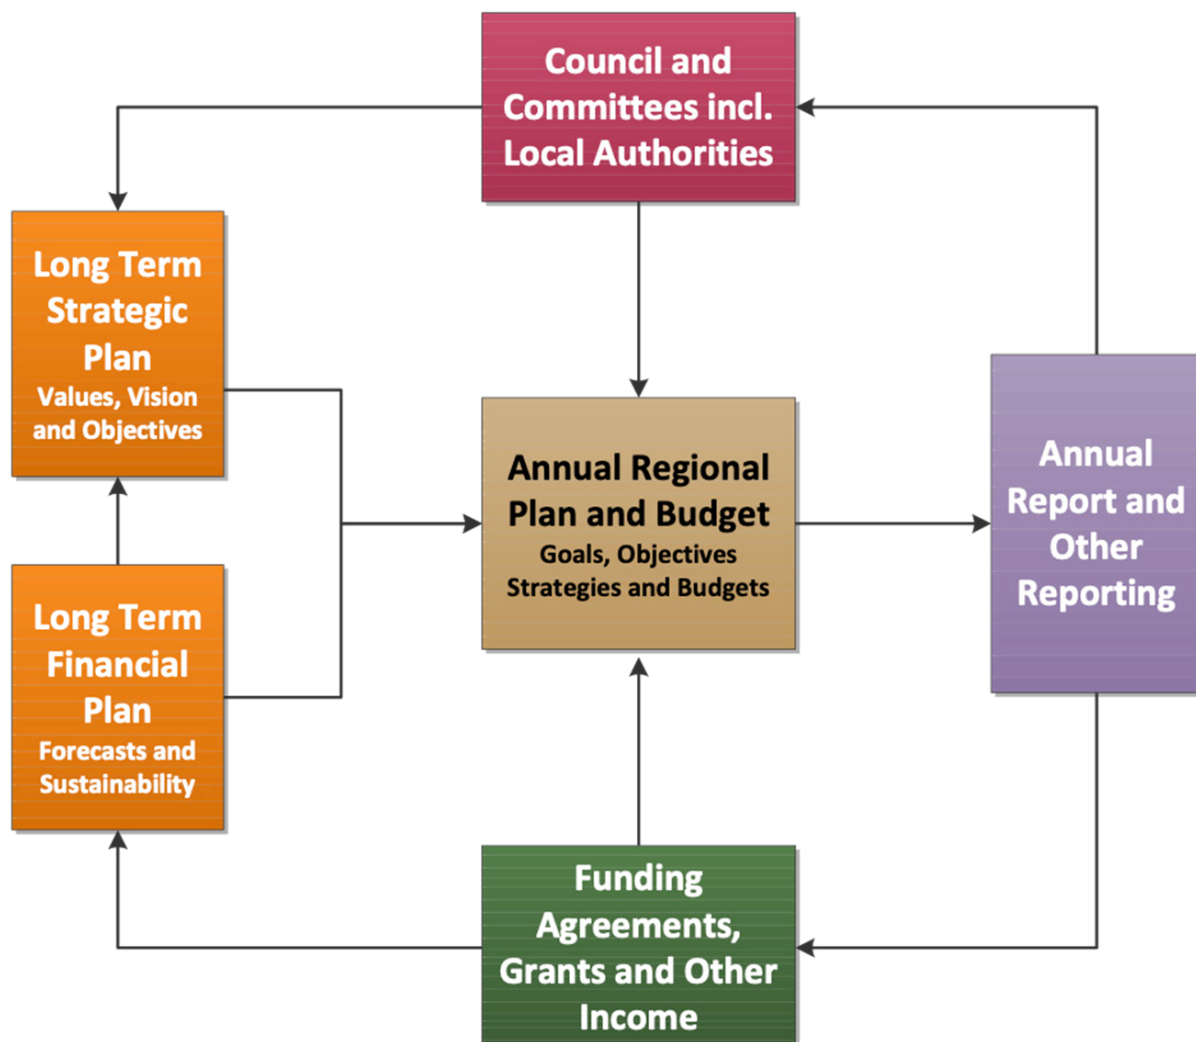 Council and
Committees incl.
Local Authorities
Long Term
Strategic
Plan
Values, Vision
and Objectives
Annual Regional
Plan and Budget
Goals, Objectives
Strategies and Budgets
Annual
Report and
Other
Reporting
Long Term
Financial
Plan
Forecasts and
Sustainability
Funding
Agreements,
Grants and Other
Income